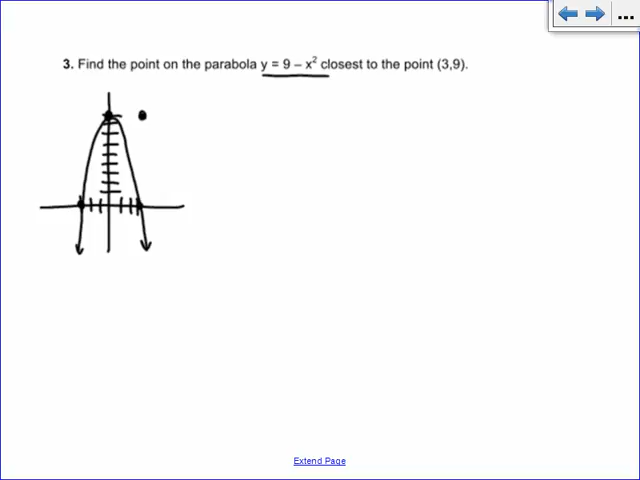 3. Find the point on the parabola y = 9 – x² closest to the point (3,9).
Extend Page